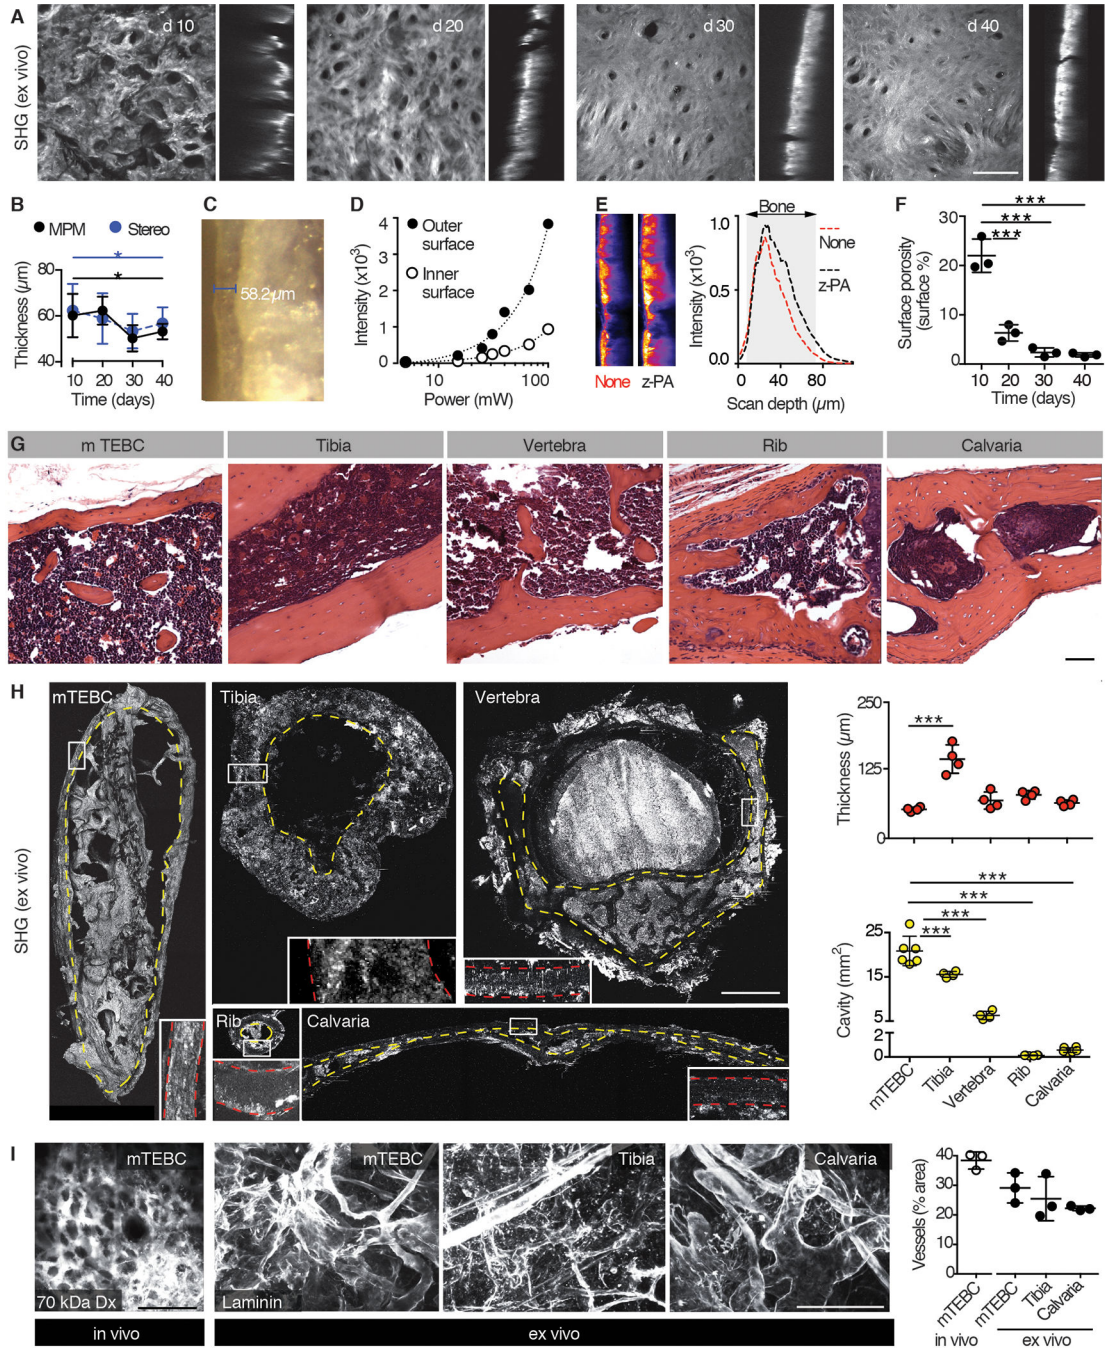 A
SHG (ex vivo)
d 10
d 20
d 30
d 40
B
MPM
Stereo
*
*
Thickness (µm)
80
60
40
10 20 30 40
Time (days)
C
58.2µm
D
Outer
surface
Inner
surface
Intensity (x10³)
4
3
2
1
0
10 100
Power (mW)
E
None
z-PA
Bone
None
z-PA
Intensity (x10³)
1.0
0.5
0.0
0 40 80
Scan depth (µm)
F
***
***
***
Surface porosity
(surface %)
40
30
20
10
0
10 20 30 40
Time (days)
G
m TEBC
Tibia
Vertebra
Rib
Calvaria
H
SHG (ex vivo)
mTEBC
Tibia
Vertebra
Rib
Calvaria
Thickness (µm)
250
125
0
***
Cavity (mm²)
25
15
5
2
0
***
***
***
***
mTEBC
Tibia
Vertebra
Rib
Calvaria
I
mTEBC
70 kDa Dx
mTEBC
Laminin
Tibia
Calvaria
in vivo
ex vivo
Vessels (% area)
40
30
20
10
0
mTEBC
mTEBC
Tibia
Calvaria
in vivo
ex vivo